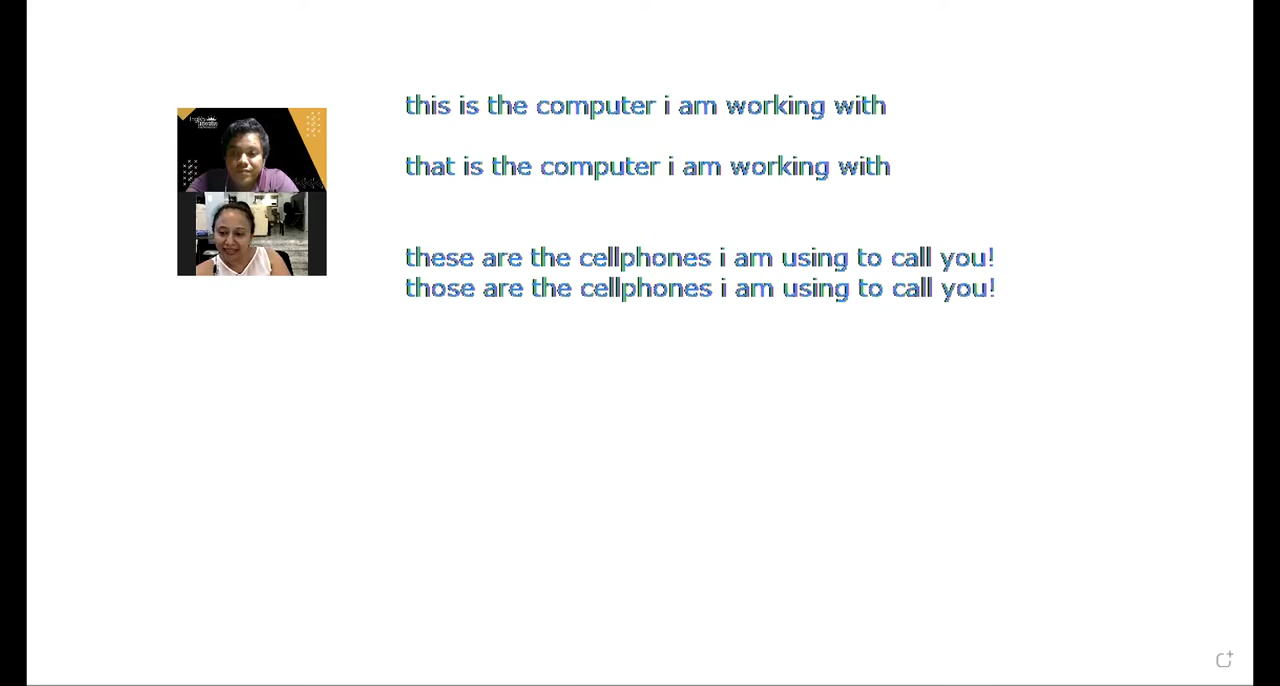 this is the computer i am working with
that is the computer i am working with
these are the cellphones i am using to call you!
those are the cellphones i am using to call you!